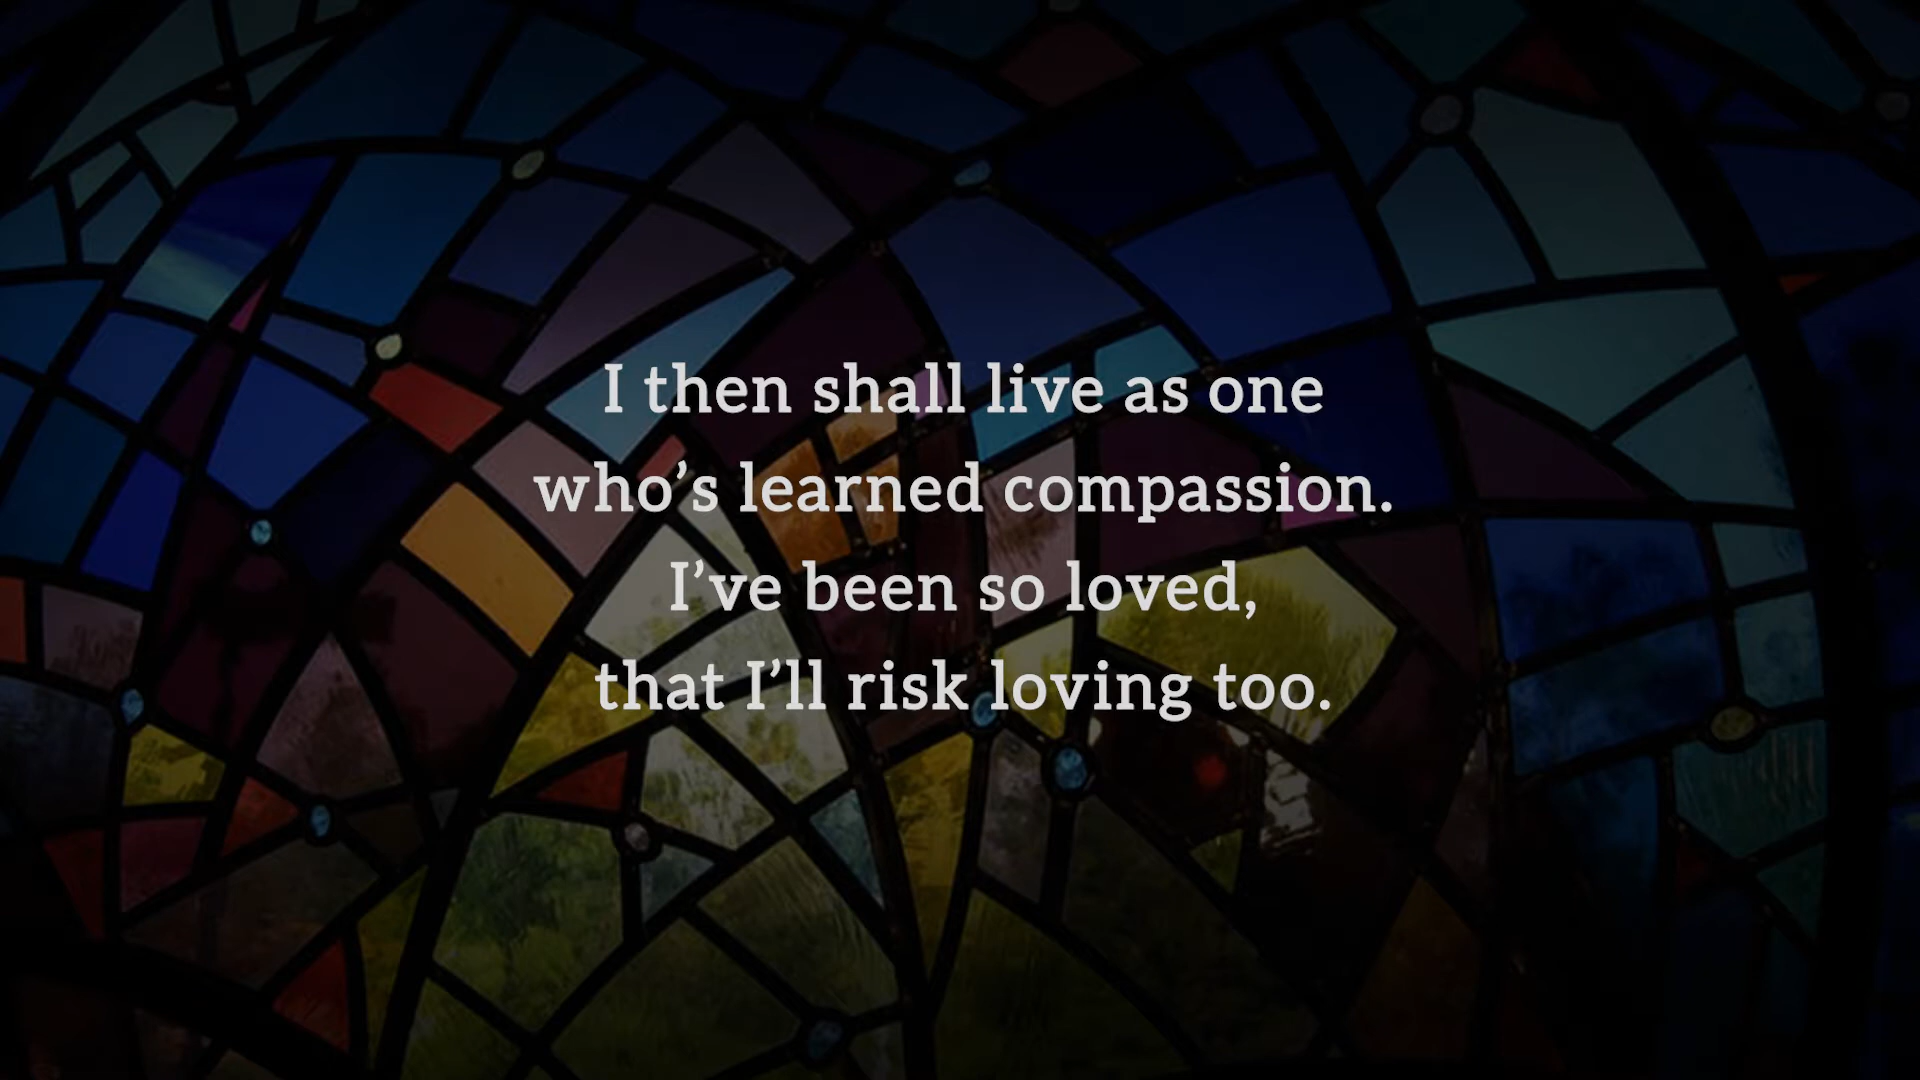 I then shall live as one
who’s learned compassion.
I’ve been so loved,
that I’ll risk loving too.